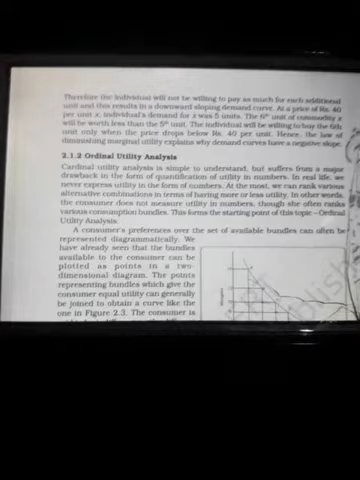 Therefore the individual will not be willing to pay as much for each additional
unit and this results in a downward sloping demand curve. At a price of Rs. 40
per unit x, individual's demand for x was 5 units. The 6th unit of commodity x
will be worth less than the 5th unit. The individual will be willing to buy the 6th
unit only when the price drops below Rs. 40 per unit. Hence, the law of
diminishing marginal utility explains why demand curves have a negative slope.
2.1.2 Ordinal Utility Analysis
Cardinal utility analysis is simple to understand, but suffers from a major
drawback in the form of quantification of utility in numbers. In real life, we
never express utility in the form of numbers. At the most, we can rank various
alternative combinations in terms of having more or less utility. In other words,
the consumer does not measure utility in numbers, though she often ranks
various consumption bundles. This forms the starting point of this topic – Ordinal
Utility Analysis.
A consumer's preferences over the set of available bundles can often be
represented diagrammatically. We
have already seen that the bundles
available to the consumer can be
plotted as points in a two-
dimensional diagram. The points
representing bundles which give the
consumer equal utility can generally
be joined to obtain a curve like the
one in Figure 2.3. The consumer is